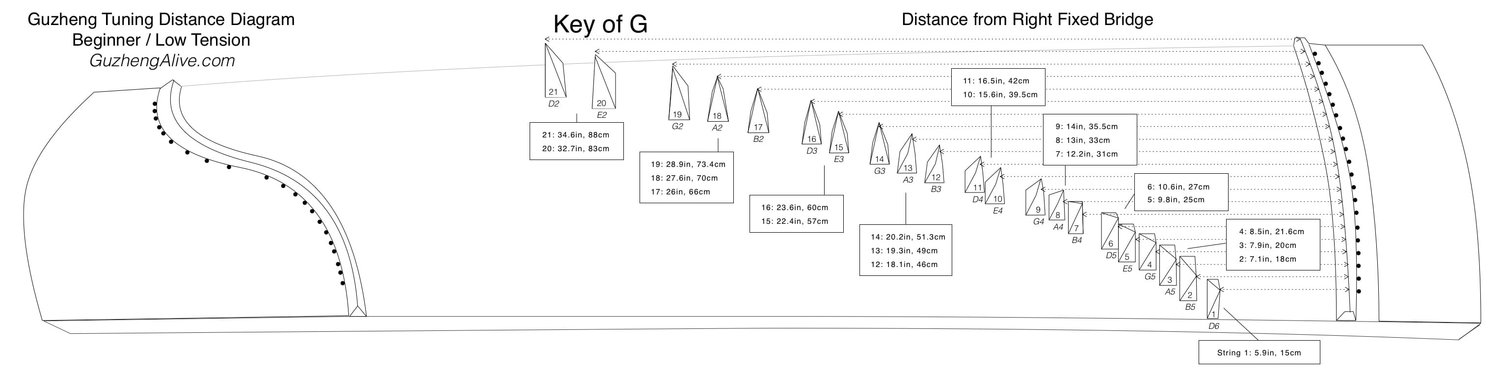 Guzheng Tuning Distance Diagram
Beginner / Low Tension
GuzhengAlive.com
Key of G
Distance from Right Fixed Bridge
21
D2
20
E2
19
G2
18
A2
17
B2
16
D3
15
E3
14
G3
13
A3
12
B3
11
D4
10
E4
9
G4
8
A4
7
B4
6
D5
5
E5
4
G5
3
A5
2
B5
1
D6
21: 34.6in, 88cm
20: 32.7in, 83cm
19: 28.9in, 73.4cm
18: 27.6in, 70cm
17: 26in, 66cm
16: 23.6in, 60cm
15: 22.4in, 57cm
14: 20.2in, 51.3cm
13: 19.3in, 49cm
12: 18.1in, 46cm
11: 16.5in, 42cm
10: 15.6in, 39.5cm
9: 14in, 35.5cm
8: 13in, 33cm
7: 12.2in, 31cm
6: 10.6in, 27cm
5: 9.8in, 25cm
4: 8.5in, 21.6cm
3: 7.9in, 20cm
2: 7.1in, 18cm
String 1: 5.9in, 15cm